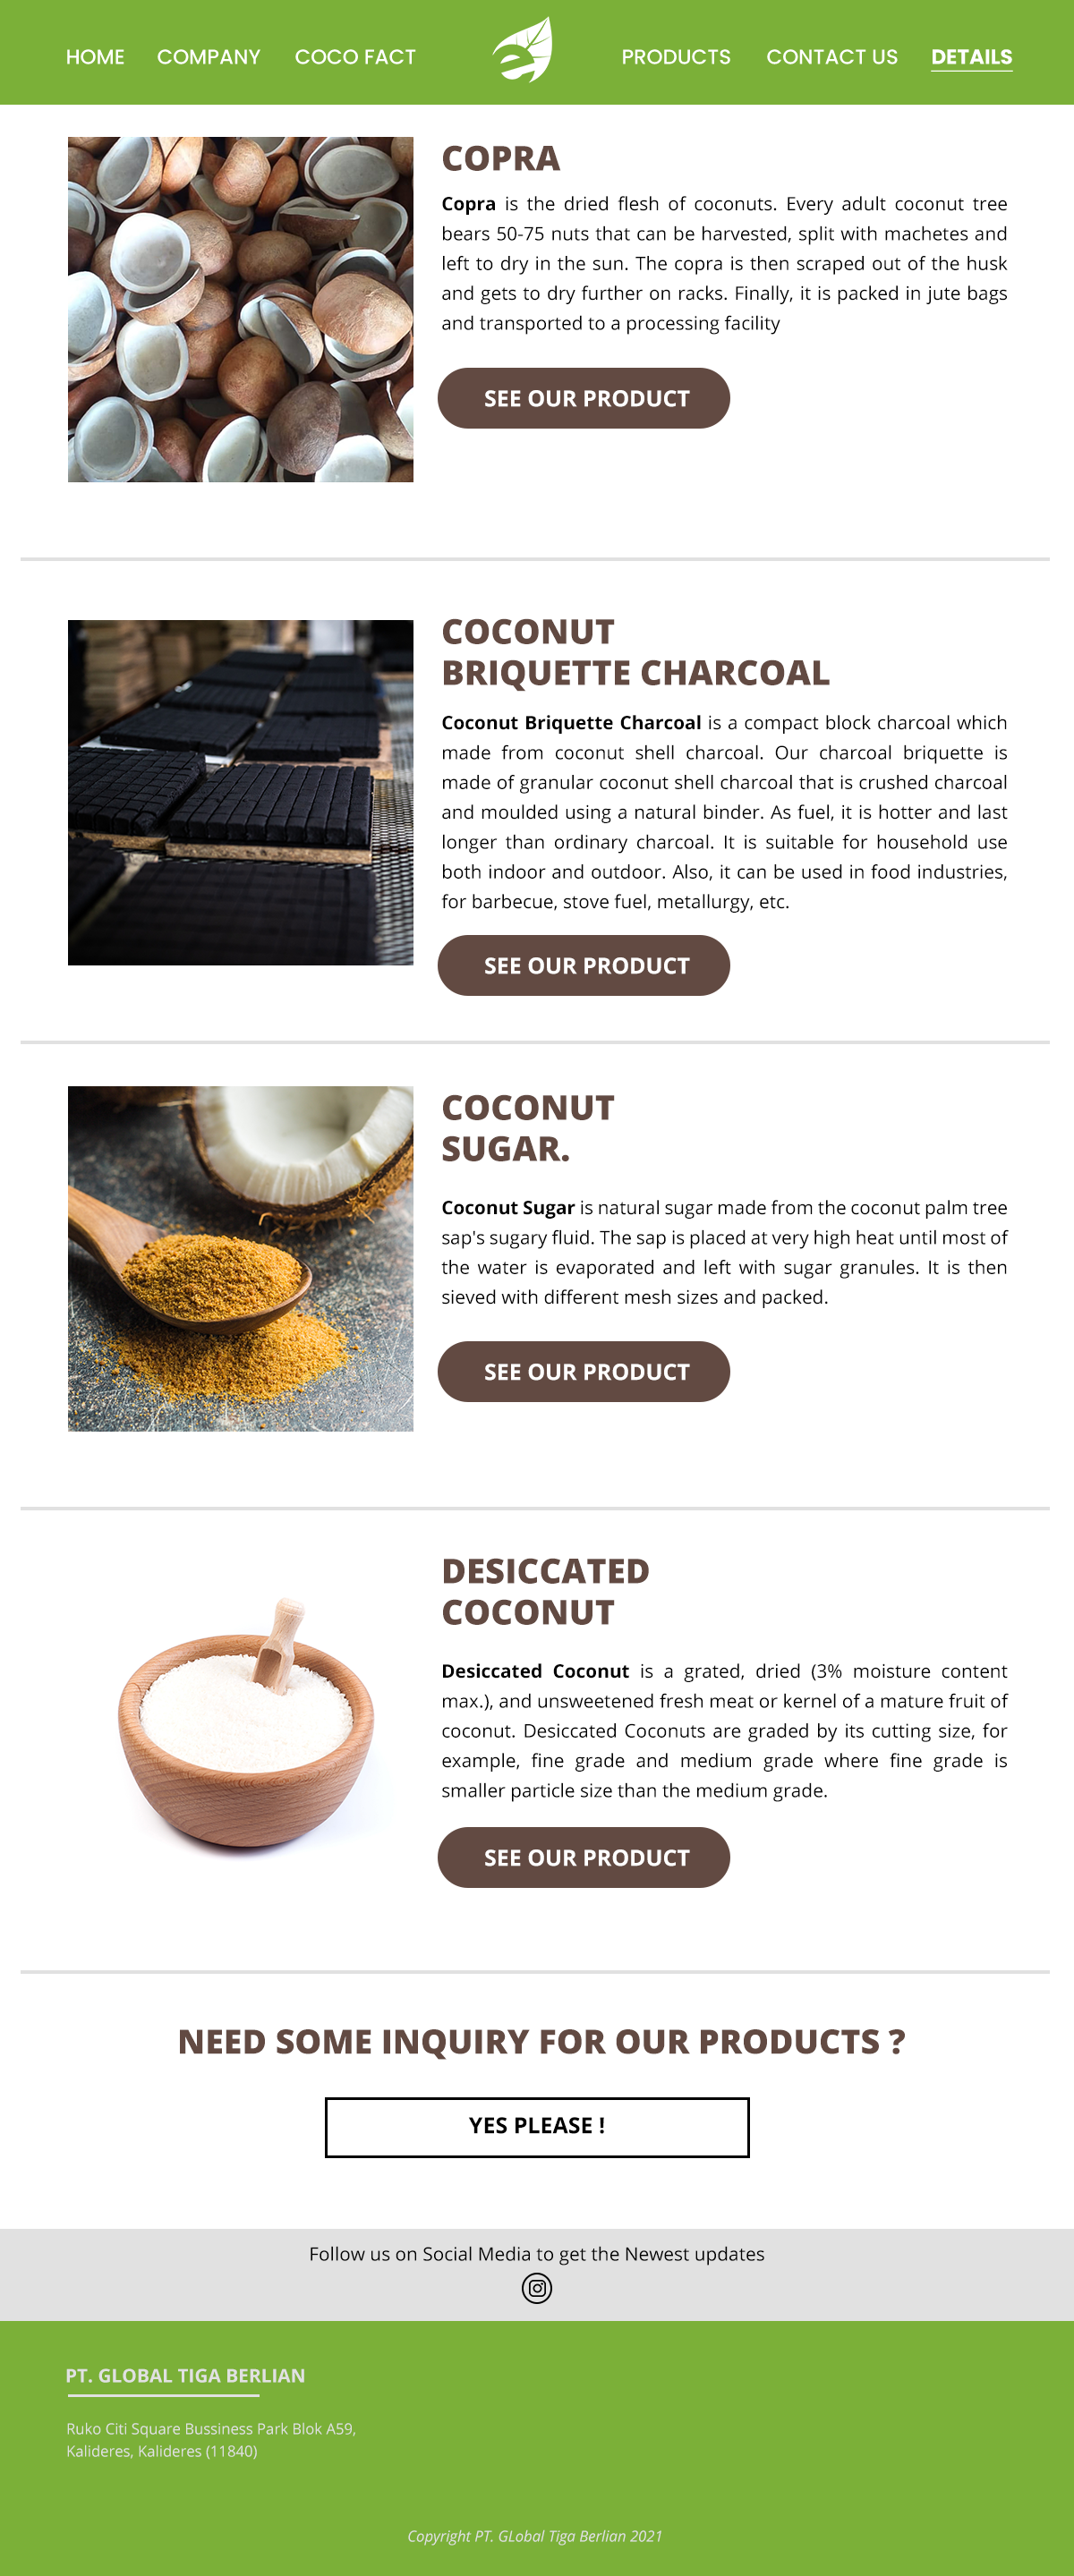 HOME COMPANY COCO FACT PRODUCTS CONTACT US DETAILS
COPRA
Copra is the dried flesh of coconuts. Every adult coconut tree
bears 50-75 nuts that can be harvested, split with machetes and
left to dry in the sun. The copra is then scraped out of the husk
and gets to dry further on racks. Finally, it is packed in jute bags
and transported to a processing facility
SEE OUR PRODUCT
COCONUT
BRIQUETTE CHARCOAL
Coconut Briquette Charcoal is a compact block charcoal which
made from coconut shell charcoal. Our charcoal briquette is
made of granular coconut shell charcoal that is crushed charcoal
and moulded using a natural binder. As fuel, it is hotter and last
longer than ordinary charcoal. It is suitable for household use
both indoor and outdoor. Also, it can be used in food industries,
for barbecue, stove fuel, metallurgy, etc.
SEE OUR PRODUCT
COCONUT
SUGAR.
Coconut Sugar is natural sugar made from the coconut palm tree
sap's sugary fluid. The sap is placed at very high heat until most of
the water is evaporated and left with sugar granules. It is then
sieved with different mesh sizes and packed.
SEE OUR PRODUCT
DESICCATED
COCONUT
Desiccated Coconut is a grated, dried (3% moisture content
max.), and unsweetened fresh meat or kernel of a mature fruit of
coconut. Desiccated Coconuts are graded by its cutting size, for
example, fine grade and medium grade where fine grade is
smaller particle size than the medium grade.
SEE OUR PRODUCT
NEED SOME INQUIRY FOR OUR PRODUCTS ?
YES PLEASE !
Follow us on Social Media to get the Newest updates
PT. GLOBAL TIGA BERLIAN
Ruko Citi Square Bussiness Park Blok A59,
Kalideres, Kalideres (11840)
Copyright PT. GLobal Tiga Berlian 2021